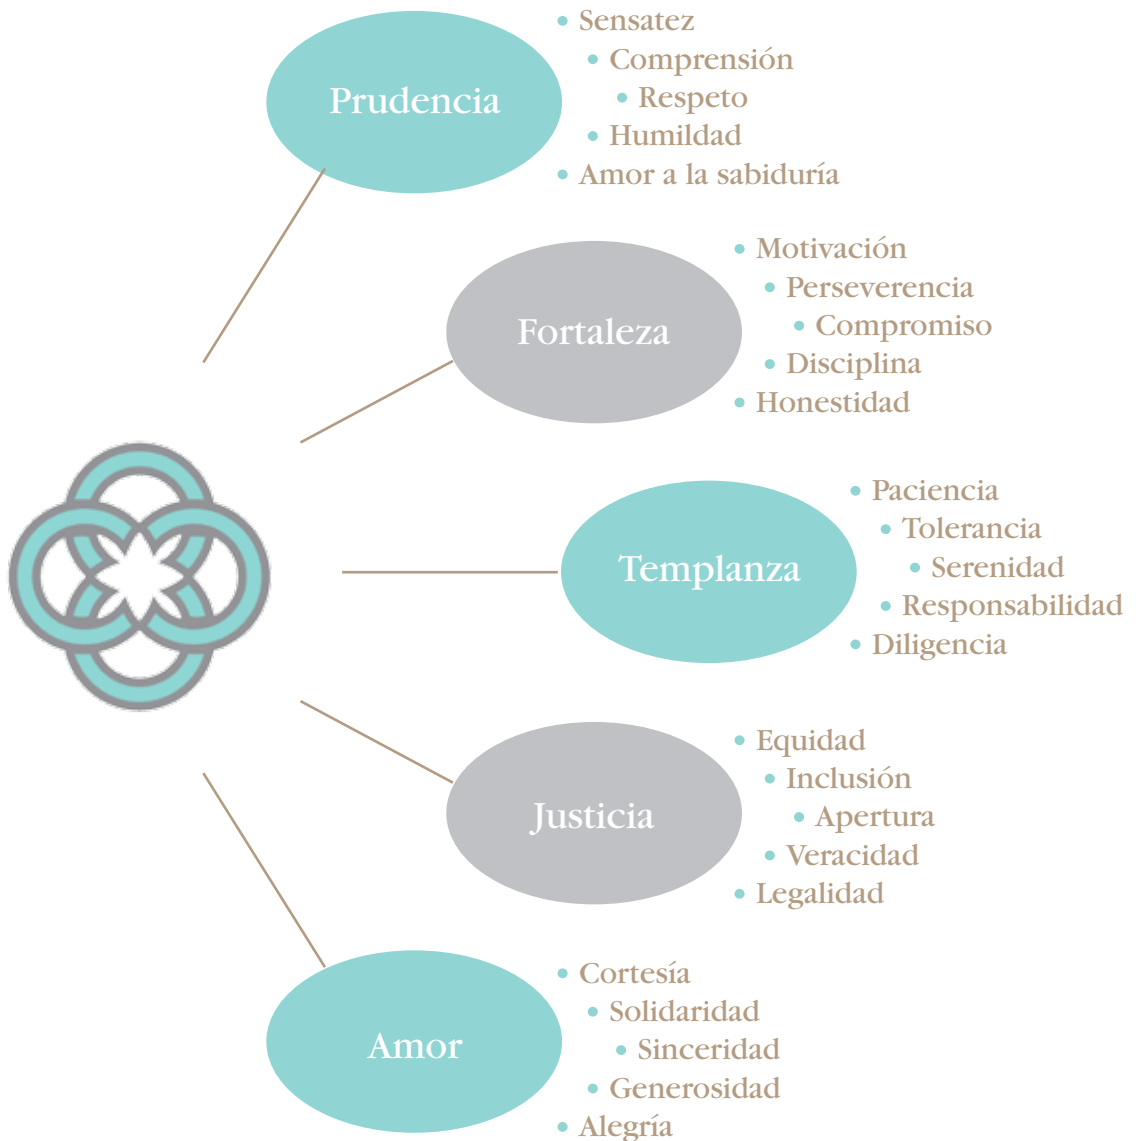 Prudencia
• Sensatez
• Comprensión
• Respeto
• Humildad
• Amor a la sabiduría
Fortaleza
• Motivación
• Perseverencia
• Compromiso
• Disciplina
• Honestidad
Templanza
• Paciencia
• Tolerancia
• Serenidad
• Responsabilidad
• Diligencia
Justicia
• Equidad
• Inclusión
• Apertura
• Veracidad
• Legalidad
Amor
• Cortesía
• Solidaridad
• Sinceridad
• Generosidad
• Alegría